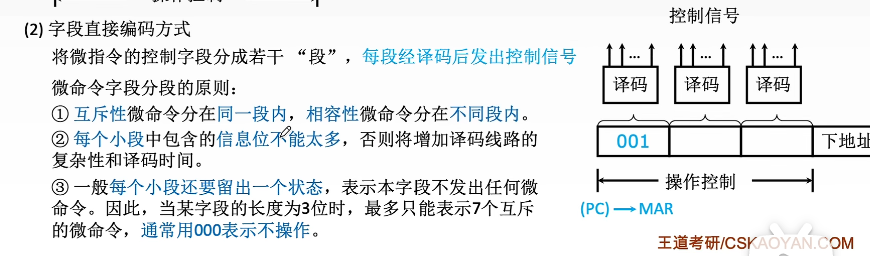 (2) 字段直接编码方式
将微指令的控制字段分成若干 “段”，每段经译码后发出控制信号
微命令字段分段的原则：
① 互斥性微命令分在同一段内，相容性微命令分在不同段内。
② 每个小段中包含的信息位不能太多，否则将增加译码线路的
复杂性和译码时间。
③ 一般每个小段还要留出一个状态，表示本字段不发出任何微
命令。因此，当某字段的长度为3位时，最多只能表示7个互斥
的微命令，通常用000表示不操作。
控制信号
... ... ...
译码 译码 译码
001 下地址
操作控制
(PC) → MAR
王道考研/CSKAOYAN.COM